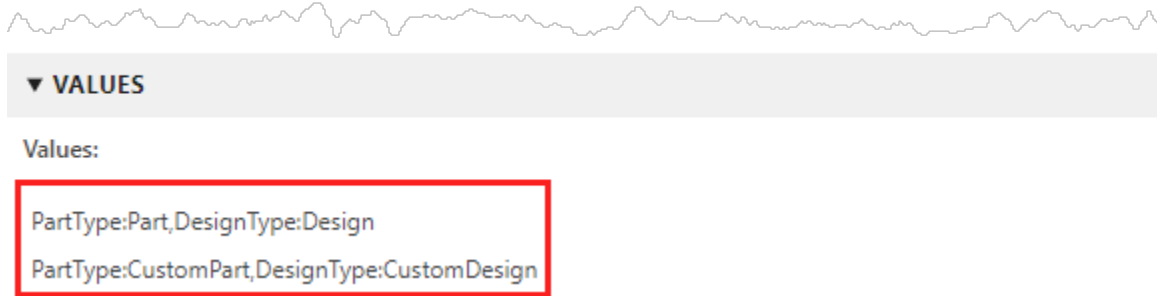 VALUES
Values:
PartType:Part,DesignType:Design
PartType:CustomPart,DesignType:CustomDesign